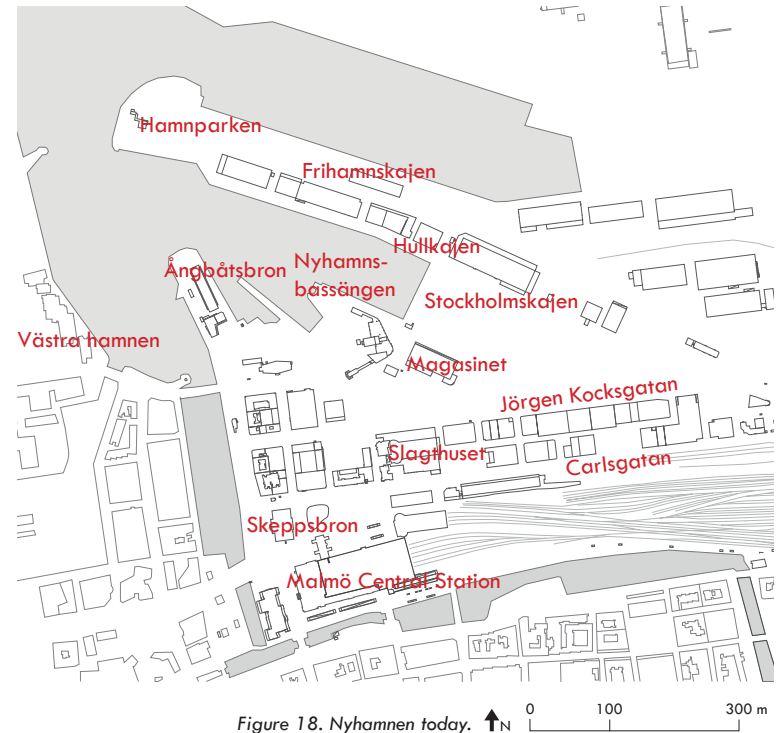 Hamnparken
Frihamnskajen
Hullkajen
Ångbåtsbron
Nyhamns-
bassängen
Stockholmskajen
Västra hamnen
Magasinet
Jörgen Kocksgatan
Slagthuset
Carlsgatan
Skeppsbron
Malmö Central Station
Figure 18. Nyhamnen today. N 0 100 300 m